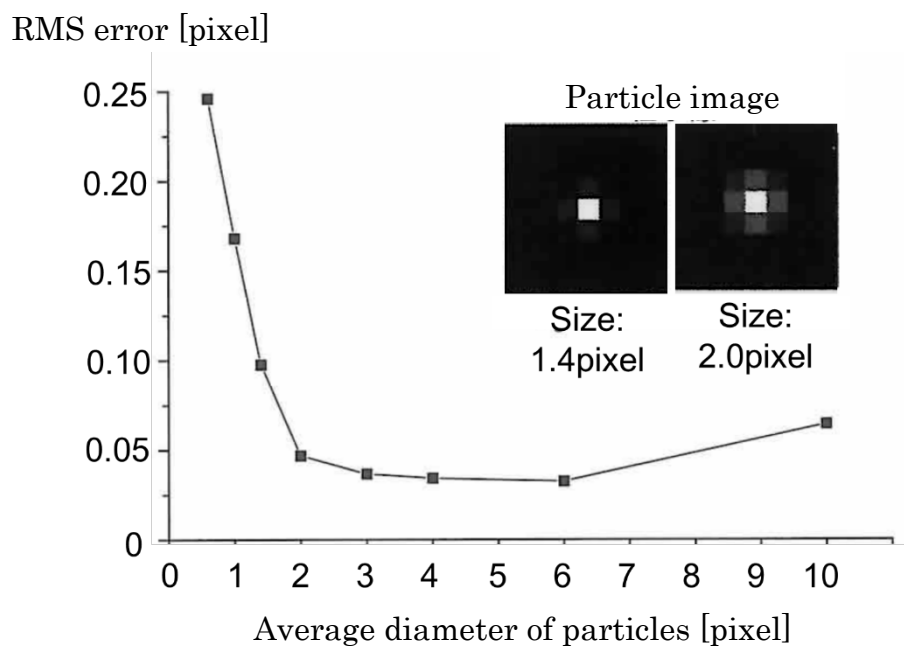 RMS error [pixel]
0.25
0.20
0.15
0.10
0.05
0
0 1 2 3 4 5 6 7 8 9 10
Average diameter of particles [pixel]
Particle image
Size:
1.4pixel
Size:
2.0pixel